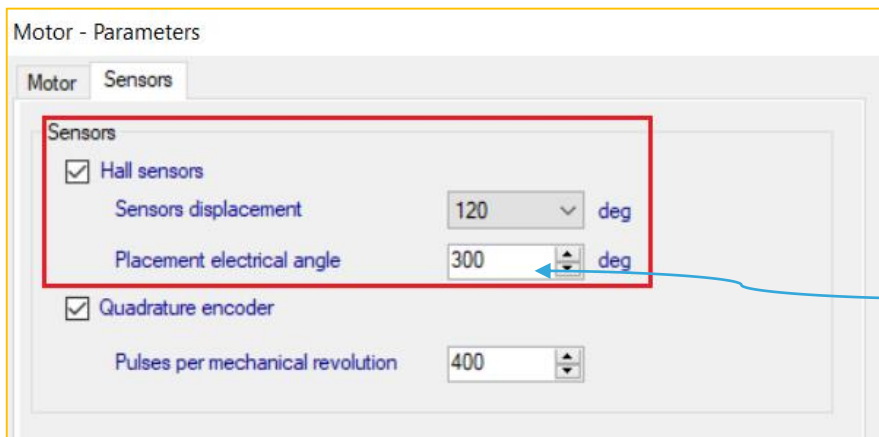 Motor - Parameters
Motor Sensors
Sensors
Hall sensors
Sensors displacement 120 deg
Placement electrical angle 300 deg
Quadrature encoder
Pulses per mechanical revolution 400